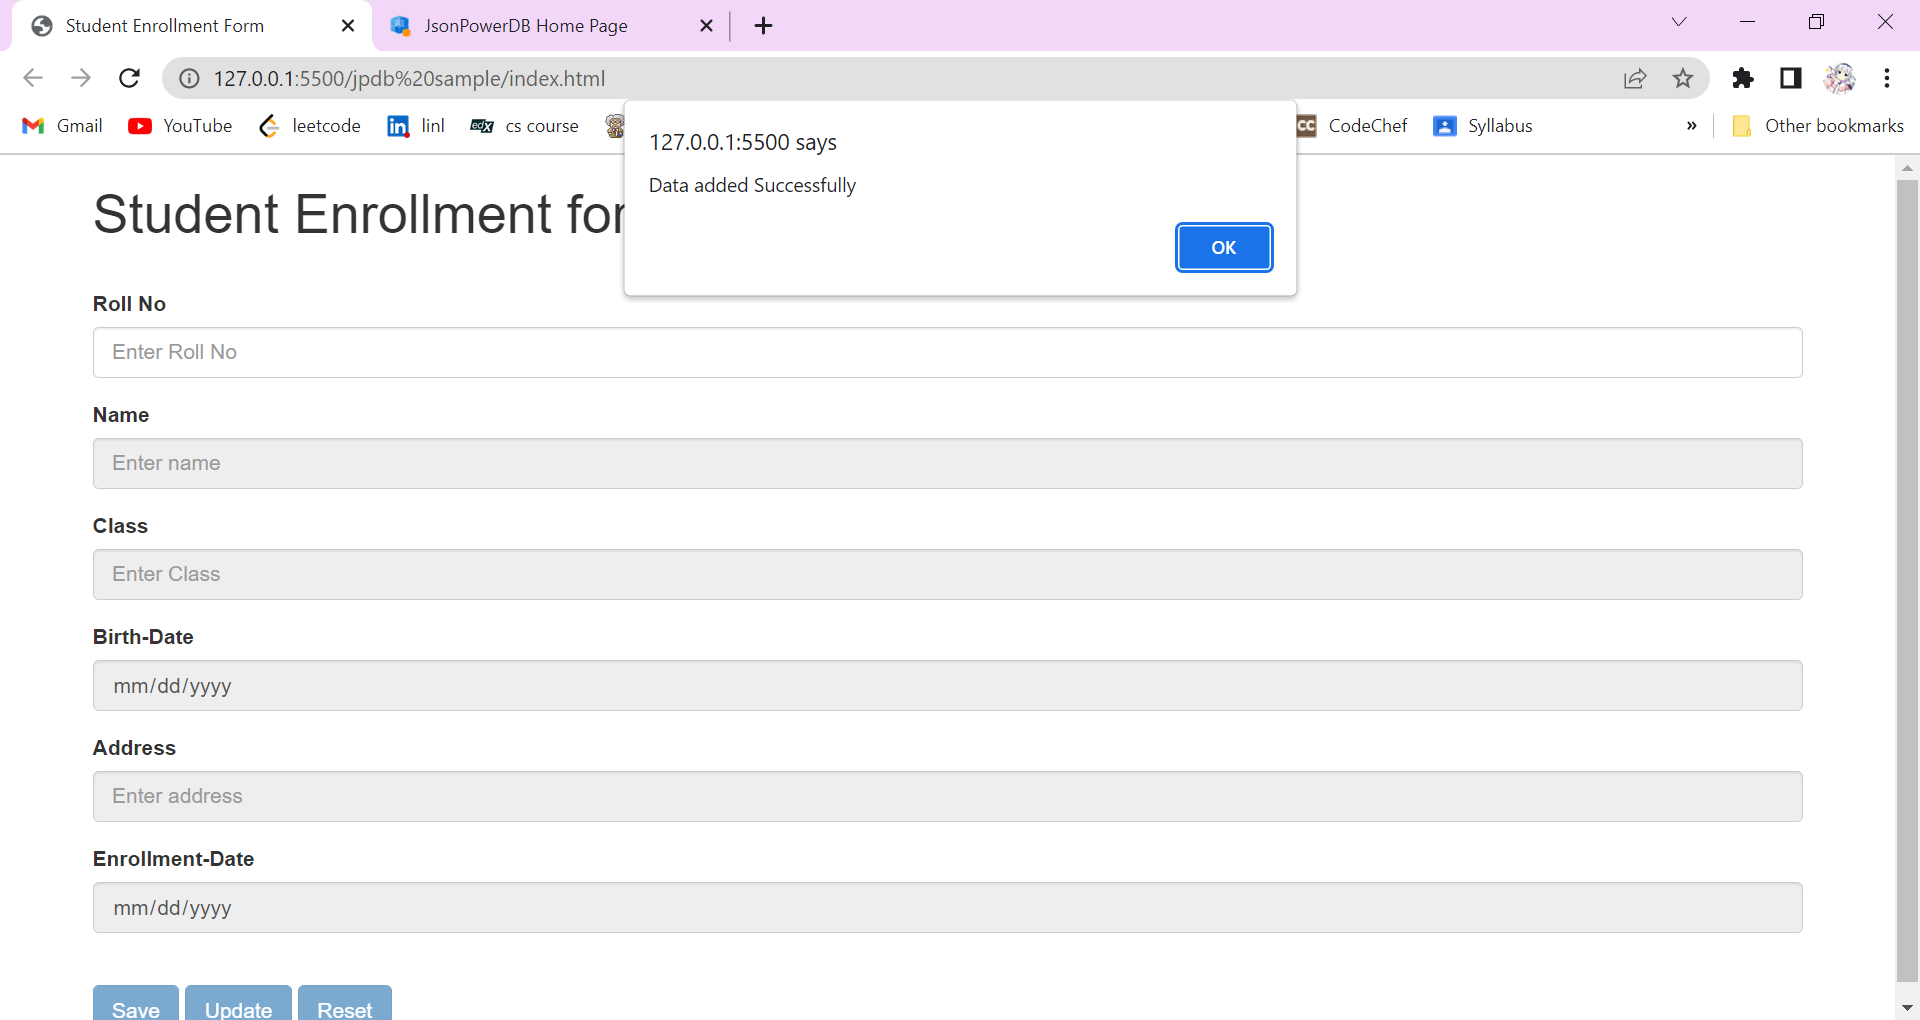 Student Enrollment Form
JsonPowerDB Home Page
127.0.0.1:5500/jpdb%20sample/index.html
Gmail
YouTube
leetcode
linl
cs course
CodeChef
Syllabus
»
Other bookmarks
127.0.0.1:5500 says
Data added Successfully
OK
Student Enrollment for
Roll No
Enter Roll No
Name
Enter name
Class
Enter Class
Birth-Date
mm/dd/yyyy
Address
Enter address
Enrollment-Date
mm/dd/yyyy
Save Update Reset